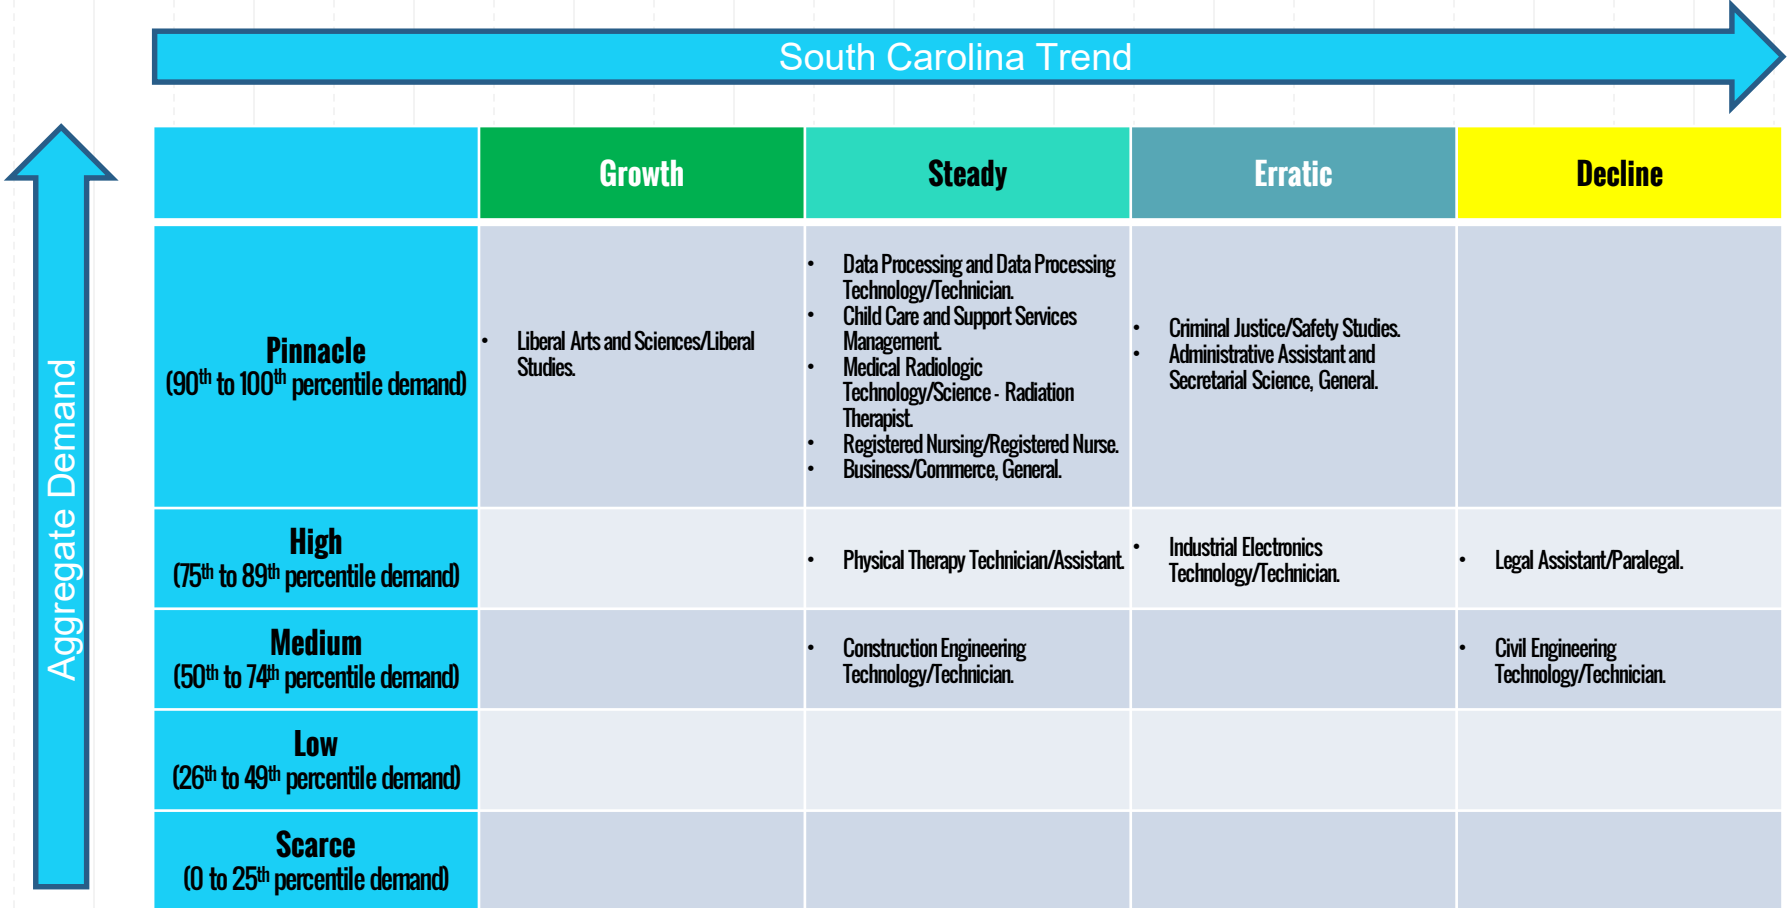 South Carolina Trend
Aggregate Demand
Growth
Steady
Erratic
Decline
Pinnacle
(90th to 100th percentile demand)
• Liberal Arts and Sciences/Liberal
Studies.
• Data Processing and Data Processing
Technology/Technician.
• Child Care and Support Services
Management.
• Medical Radiologic
Technology/Science - Radiation
Therapist.
• Registered Nursing/Registered Nurse.
• Business/Commerce, General.
• Criminal Justice/Safety Studies.
• Administrative Assistant and
Secretarial Science, General.
High
(75th to 89th percentile demand)
• Physical Therapy Technician/Assistant.
• Industrial Electronics
Technology/Technician.
• Legal Assistant/Paralegal.
Medium
(50th to 74th percentile demand)
• Construction Engineering
Technology/Technician.
• Civil Engineering
Technology/Technician.
Low
(26th to 49th percentile demand)
Scarce
(0 to 25th percentile demand)